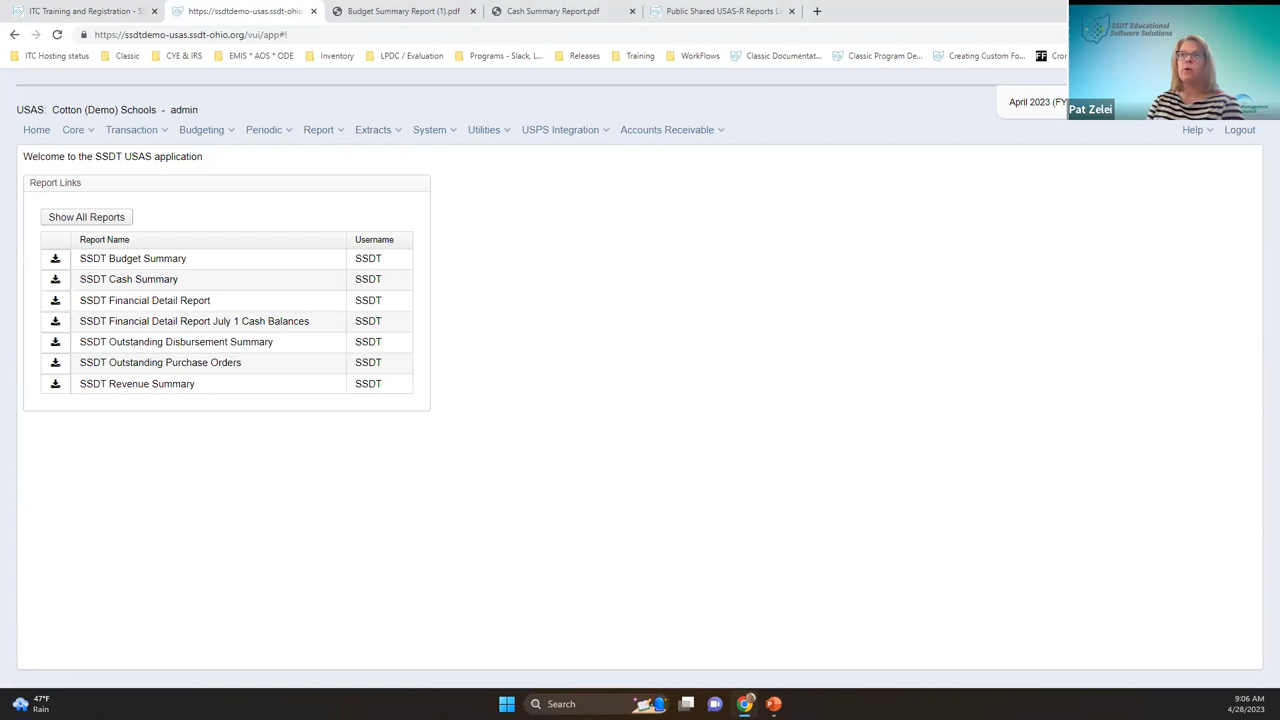 ITC Training and Registration - S
https://ssdtdemo-usas.ssdt-ohio
Budget Summary Report (1).pdf
Cash Summary Report.pdf
Public Shared USAS-R Reports Li
https://ssdtdemo-usas.ssdt-ohio.org/vui/app#!
ITC Hosting status
Classic
CYE & IRS
EMIS * AOS * ODE
Inventory
LPDC / Evaluation
Programs - Slack, L...
Releases
Training
WorkFlows
Classic Documentat...
Classic Program De...
Creating Custom Fo...
FF
Cron
SSDT Educational
Software Solutions
Pat Zelei
USAS: Cotton (Demo) Schools - admin
April 2023 (FY
Home
Core
Transaction
Budgeting
Periodic
Report
Extracts
System
Utilities
USPS Integration
Accounts Receivable
Help
Logout
Welcome to the SSDT USAS application
Report Links
Show All Reports
Report Name Username
SSDT Budget Summary SSDT
SSDT Cash Summary SSDT
SSDT Financial Detail Report SSDT
SSDT Financial Detail Report July 1 Cash Balances SSDT
SSDT Outstanding Disbursement Summary SSDT
SSDT Outstanding Purchase Orders SSDT
SSDT Revenue Summary SSDT
47°F
Rain
Search
9:06 AM
4/28/2023